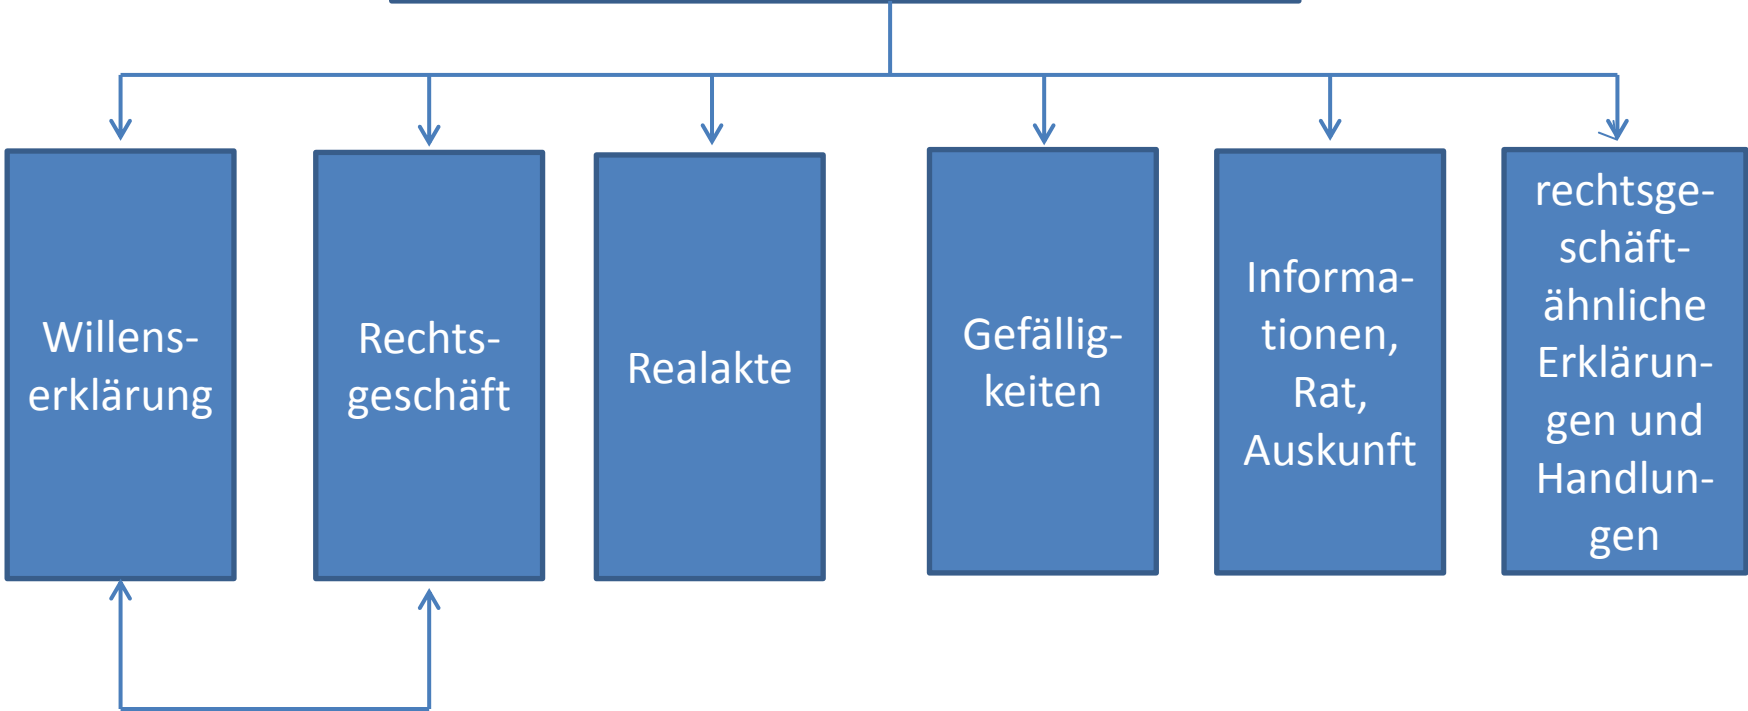 Willens-
erklärung
Rechts-
geschäft
Realakte
Gefällig-
keiten
Informa-
tionen,
Rat,
Auskunft
rechtsge-
schäft-
ähnliche
Erklärun-
gen und
Handlun-
gen